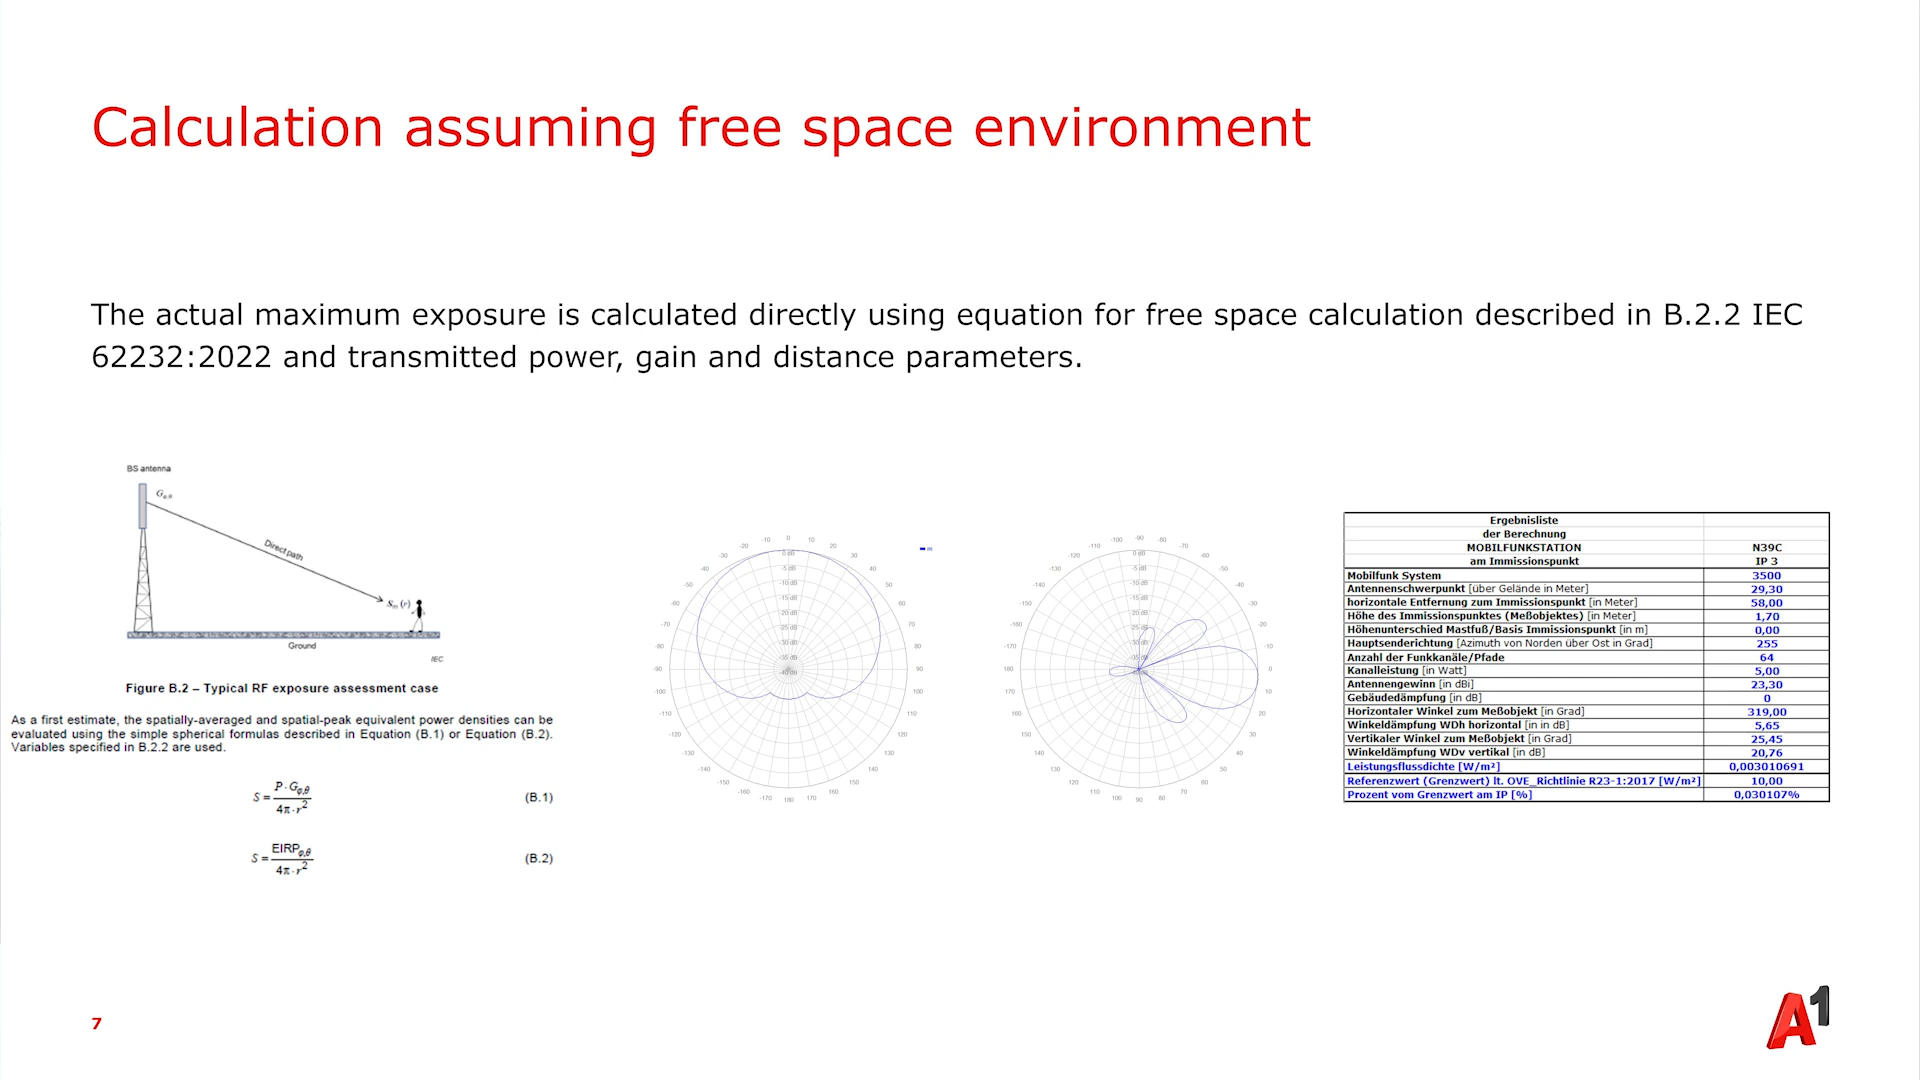 Calculation assuming free space environment
The actual maximum exposure is calculated directly using equation for free space calculation described in B.2.2 IEC
62232:2022 and transmitted power, gain and distance parameters.
BS antenna
Gφ,θ
Direct path
Sm (r)
Ground
IEC
Figure B.2 – Typical RF exposure assessment case
As a first estimate, the spatially-averaged and spatial-peak equivalent power densities can be
evaluated using the simple spherical formulas described in Equation (B.1) or Equation (B.2).
Variables specified in B.2.2 are used.
S = P·Gφ,θ / 4π·r² (B.1)
S = EIRPφ,θ / 4π·r² (B.2)
Ergebnisliste
der Berechnung
MOBILFUNKSTATION N39C
am Immissionspunkt IP 3
Mobilfunk System 3500
Antennenschwerpunkt [über Gelände in Meter] 29,30
horizontale Entfernung zum Immissionspunkt [in Meter] 58,00
Höhe des Immissionspunktes (Meßobjektes) [in Meter] 1,70
Höhenunterschied Mastfuß/Basis Immissionspunkt [in m] 0,00
Hauptsenderichtung [Azimuth von Norden über Ost in Grad] 255
Anzahl der Funkkanäle/Pfade 64
Kanalleistung [in Watt] 5,00
Antennengewinn [in dBi] 23,30
Gebäudedämpfung [in dB] 0
Horizontaler Winkel zum Meßobjekt [in Grad] 319,00
Winkeldämpfung WDh horizontal [in in dB] 5,65
Vertikaler Winkel zum Meßobjekt [in Grad] 25,45
Winkeldämpfung WDv vertikal [in dB] 20,76
Leistungsflussdichte [W/m²] 0,003010691
Referenzwert (Grenzwert) lt. OVE_Richtlinie R23-1:2017 [W/m²] 10,00
Prozent vom Grenzwert am IP [%] 0,030107%
7
A1